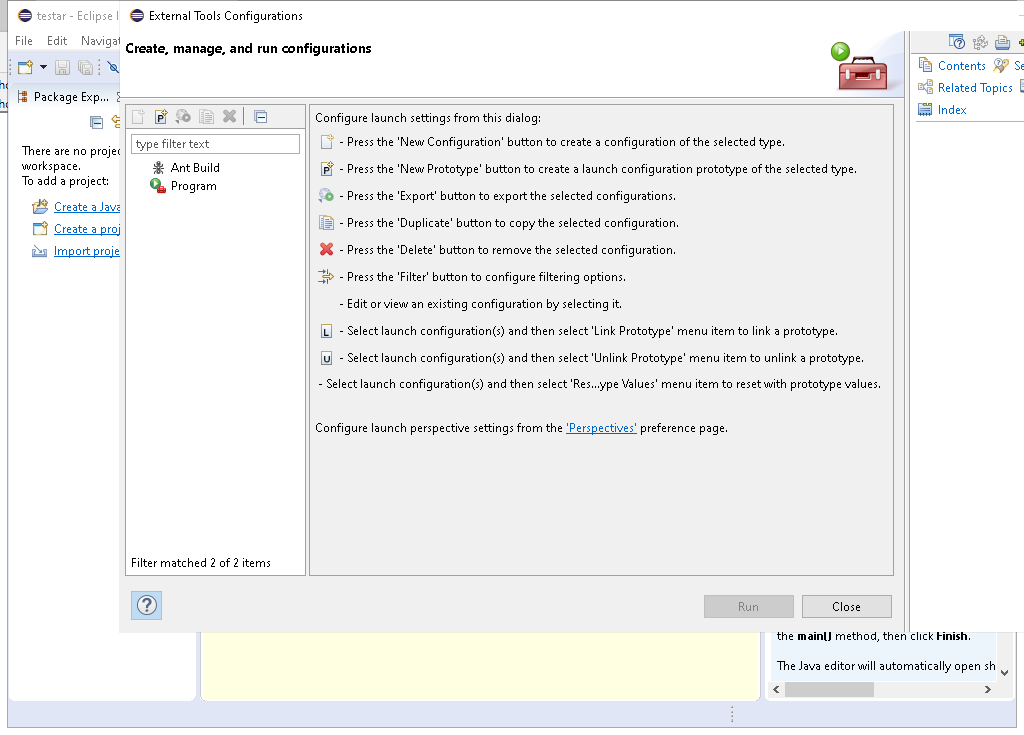 testar - Eclipse I
External Tools Configurations
File Edit Navigat
Create, manage, and run configurations
Package Exp...
There are no projec
workspace.
To add a project:
Create a Java
Create a proj
Import proje
type filter text
Ant Build
Program
Filter matched 2 of 2 items
Configure launch settings from this dialog:
- Press the 'New Configuration' button to create a configuration of the selected type.
- Press the 'New Prototype' button to create a launch configuration prototype of the selected type.
- Press the 'Export' button to export the selected configurations.
- Press the 'Duplicate' button to copy the selected configuration.
- Press the 'Delete' button to remove the selected configuration.
- Press the 'Filter' button to configure filtering options.
- Edit or view an existing configuration by selecting it.
L - Select launch configuration(s) and then select 'Link Prototype' menu item to link a prototype.
U - Select launch configuration(s) and then select 'Unlink Prototype' menu item to unlink a prototype.
- Select launch configuration(s) and then select 'Res...ype Values' menu item to reset with prototype values.
Configure launch perspective settings from the 'Perspectives' preference page.
Run
Close
Contents
Se
Related Topics
Index
the main() method, then click Finish.
The Java editor will automatically open sh